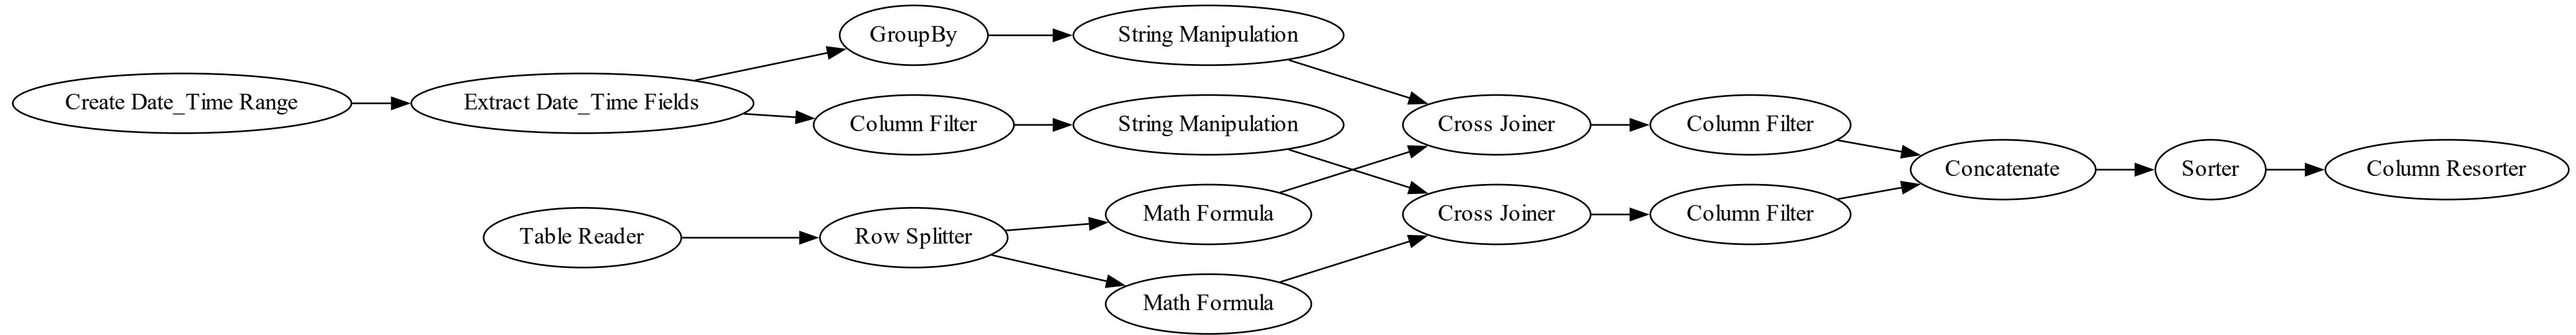 Create Date_Time Range
Extract Date_Time Fields
GroupBy
String Manipulation
Column Filter
String Manipulation
Table Reader
Row Splitter
Math Formula
Math Formula
Cross Joiner
Column Filter
Cross Joiner
Column Filter
Concatenate
Sorter
Column Resorter